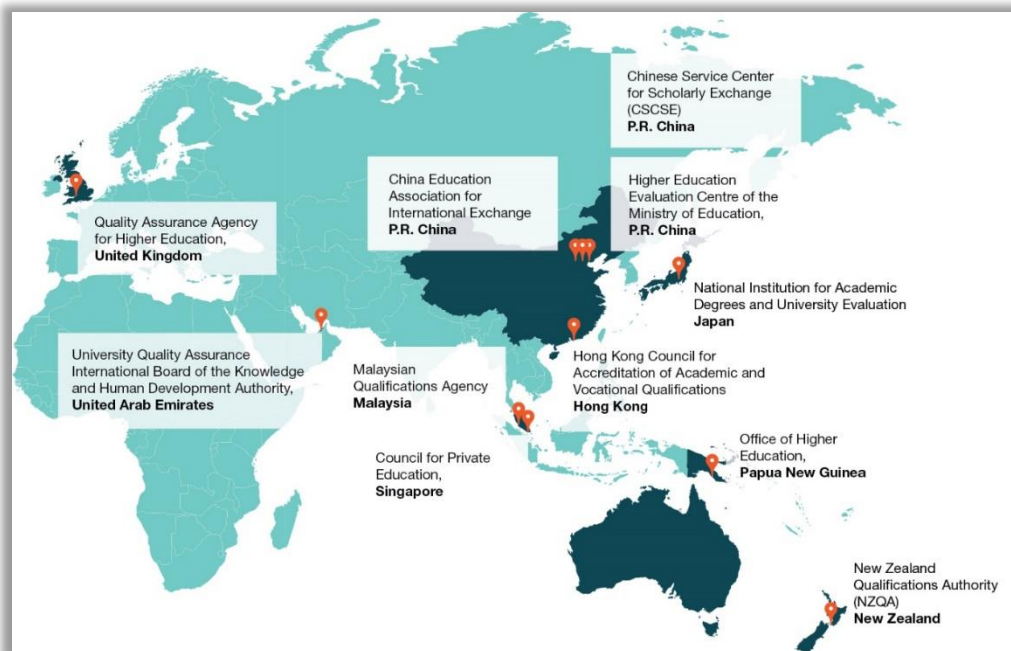 Chinese Service Center
for Scholarly Exchange
(CSCSE)
P.R. China
China Education
Association for
International Exchange
P.R. China
Higher Education
Evaluation Centre of the
Ministry of Education,
P.R. China
Quality Assurance Agency
for Higher Education,
United Kingdom
National Institution for Academic
Degrees and University Evaluation
Japan
University Quality Assurance
International Board of the Knowledge
and Human Development Authority,
United Arab Emirates
Malaysian
Qualifications Agency
Malaysia
Hong Kong Council for
Accreditation of Academic and
Vocational Qualifications
Hong Kong
Council for Private
Education,
Singapore
Office of Higher
Education,
Papua New Guinea
New Zealand
Qualifications Authority
(NZQA)
New Zealand